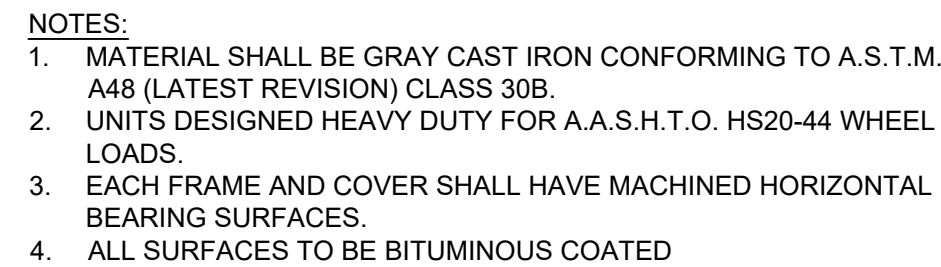 NOTES:
1. MATERIAL SHALL BE GRAY CAST IRON CONFORMING TO A.S.T.M.
A48 (LATEST REVISION) CLASS 30B.
2. UNITS DESIGNED HEAVY DUTY FOR A.A.S.H.T.O. HS20-44 WHEEL
LOADS.
3. EACH FRAME AND COVER SHALL HAVE MACHINED HORIZONTAL
BEARING SURFACES.
4. ALL SURFACES TO BE BITUMINOUS COATED